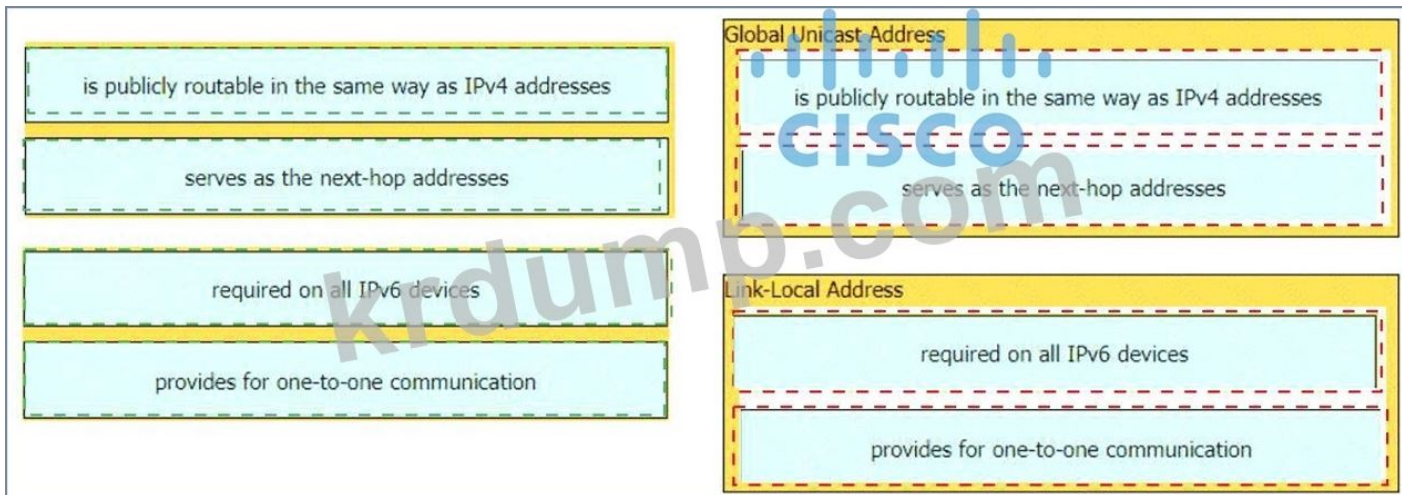 is publicly routable in the same way as IPv4 addresses
serves as the next-hop addresses
required on all IPv6 devices
provides for one-to-one communication
Global Unicast Address
is publicly routable in the same way as IPv4 addresses
serves as the next-hop addresses
Link-Local Address
required on all IPv6 devices
provides for one-to-one communication
CISCO
krdump.com